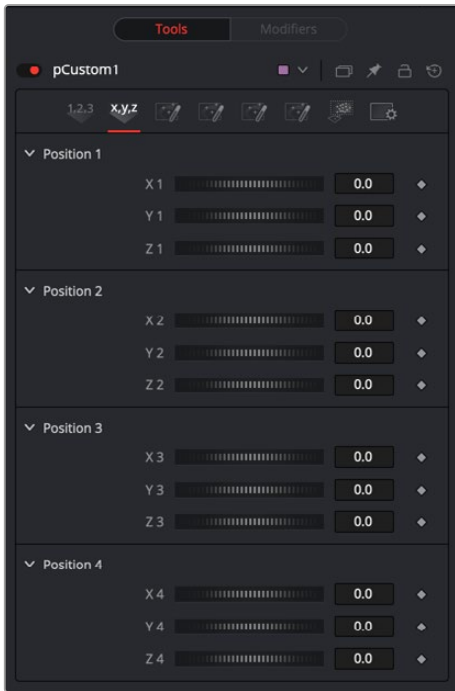 Tools Modifiers
pCustom1
1,2,3 x,y,z
Position 1
X 1 0.0
Y 1 0.0
Z 1 0.0
Position 2
X 2 0.0
Y 2 0.0
Z 2 0.0
Position 3
X 3 0.0
Y 3 0.0
Z 3 0.0
Position 4
X 4 0.0
Y 4 0.0
Z 4 0.0